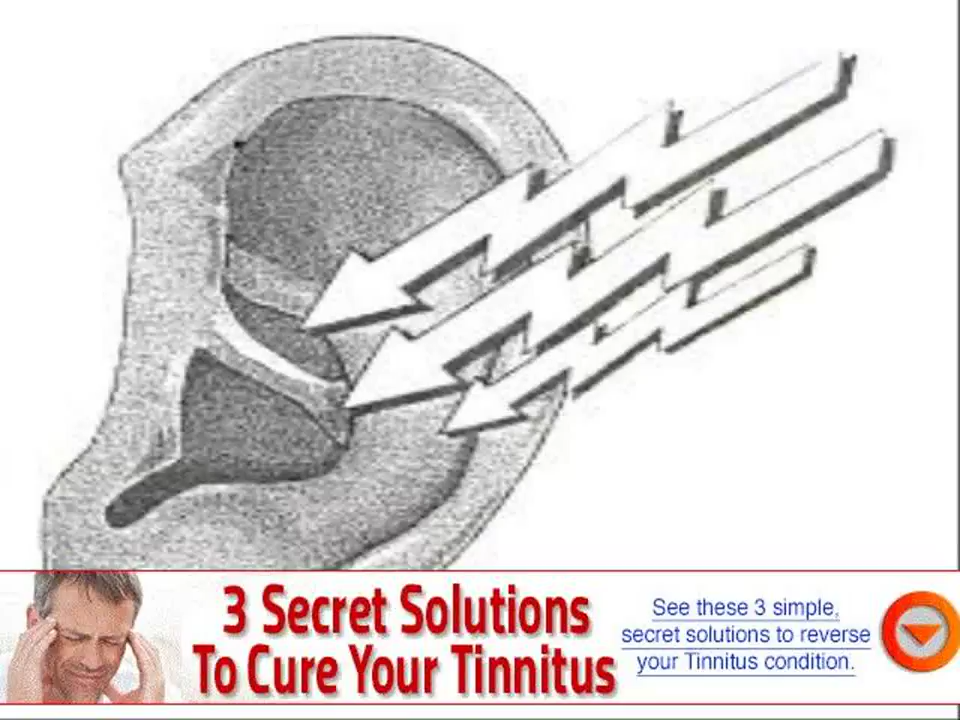 3 Secret Solutions
To Cure Your Tinnitus
See these 3 simple,
secret solutions to reverse
your Tinnitus condition.